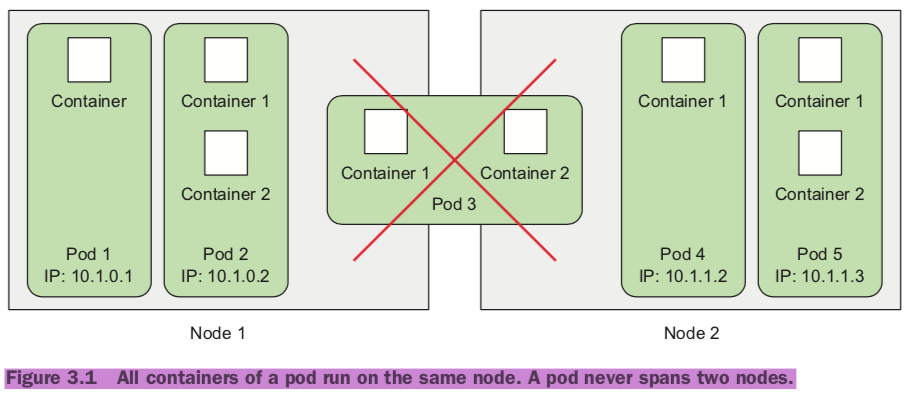 Container
Pod 1
IP: 10.1.0.1
Container 1
Container 2
Pod 2
IP: 10.1.0.2
Container 1
Container 2
Pod 3
Container 1
Pod 4
IP: 10.1.1.2
Container 1
Container 2
Pod 5
IP: 10.1.1.3
Node 1
Node 2
Figure 3.1 All containers of a pod run on the same node. A pod never spans two nodes.